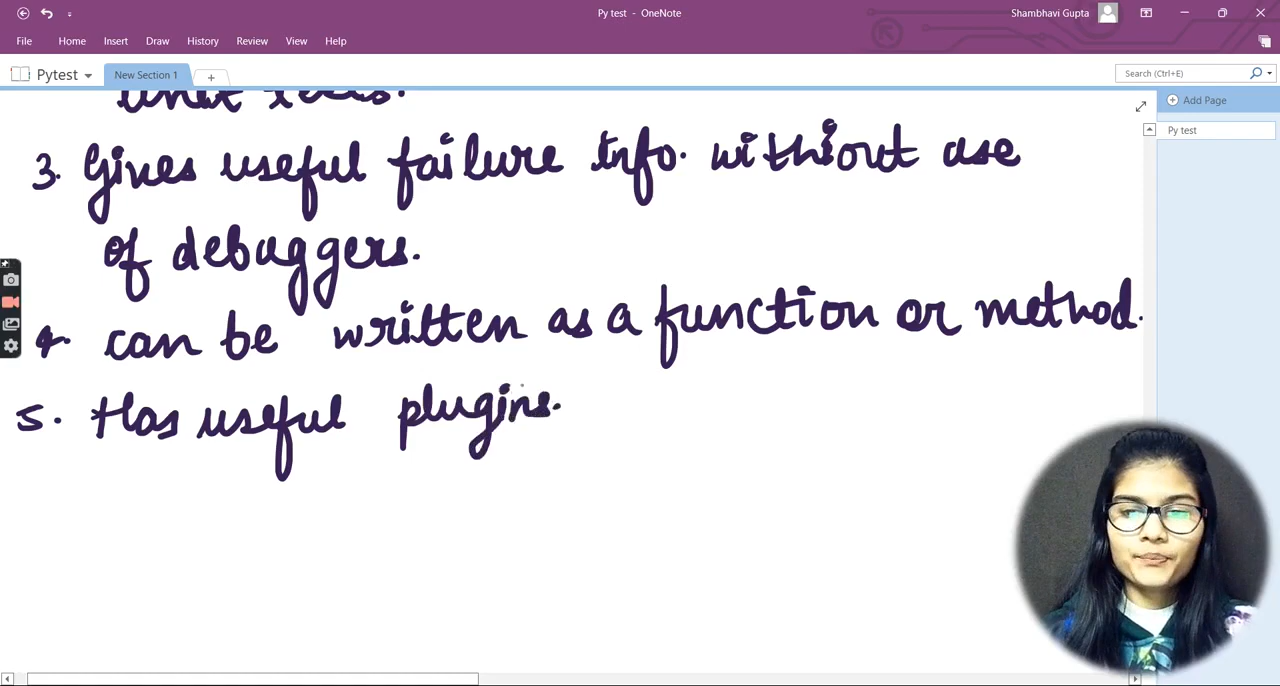 Py test - OneNote
Shambhavi Gupta
File Home Insert Draw History Review View Help
Pytest
New Section 1
Search (Ctrl+E)
Add Page
Py test
unit tests.
3. Gives useful failure info. without use
of debuggers.
4. can be written as a function or method.
5. Has useful plugins.